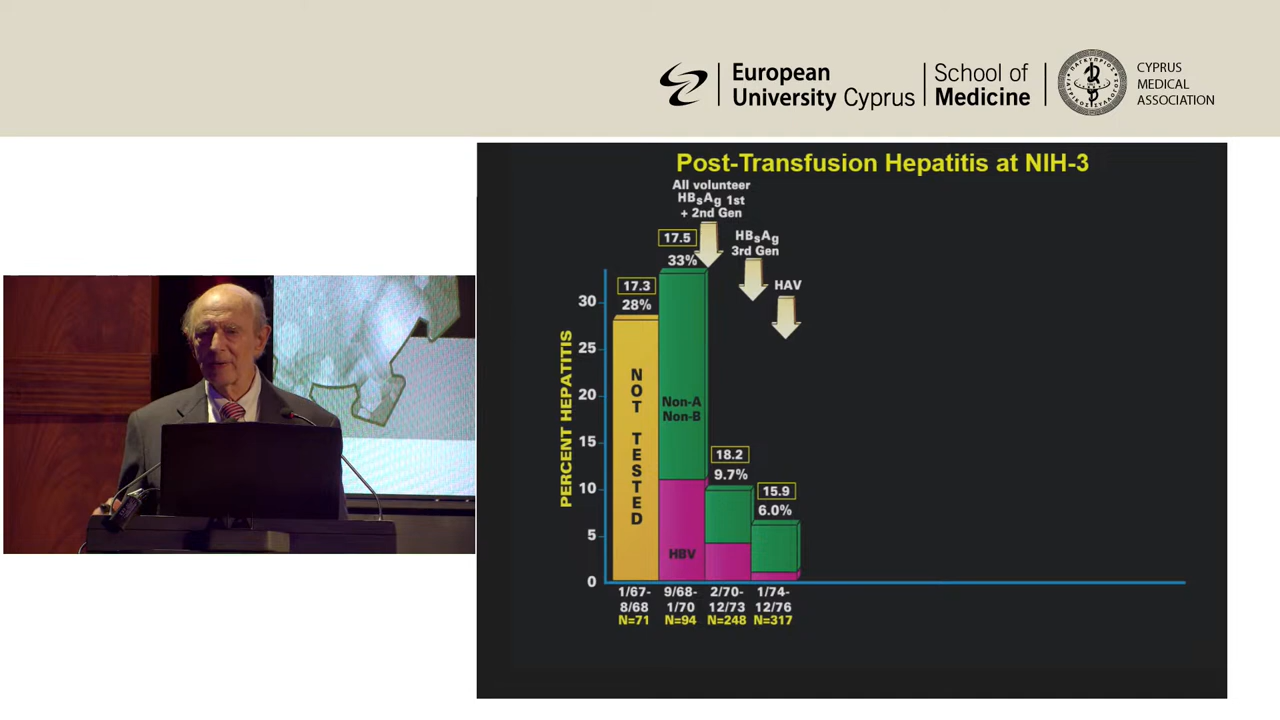 European
University Cyprus
School of
Medicine
ΠΑΓΚΥΠΡΙΟΣ
ΙΑΤΡΙΚΟΣ ΣΥΛΛΟΓΟΣ
CYPRUS
MEDICAL
ASSOCIATION
Post-Transfusion Hepatitis at NIH-3
All volunteer
HBsAg 1st
+ 2nd Gen
17.5
33%
HBsAg
3rd Gen
HAV
17.3
28%
30
25
20
15
10
5
0
PERCENT HEPATITIS
NOT TESTED
Non-A
Non-B
HBV
18.2
9.7%
15.9
6.0%
1/67-
8/68
N=71
9/68-
1/70
N=94
2/70-
12/73
N=248
1/74-
12/76
N=317